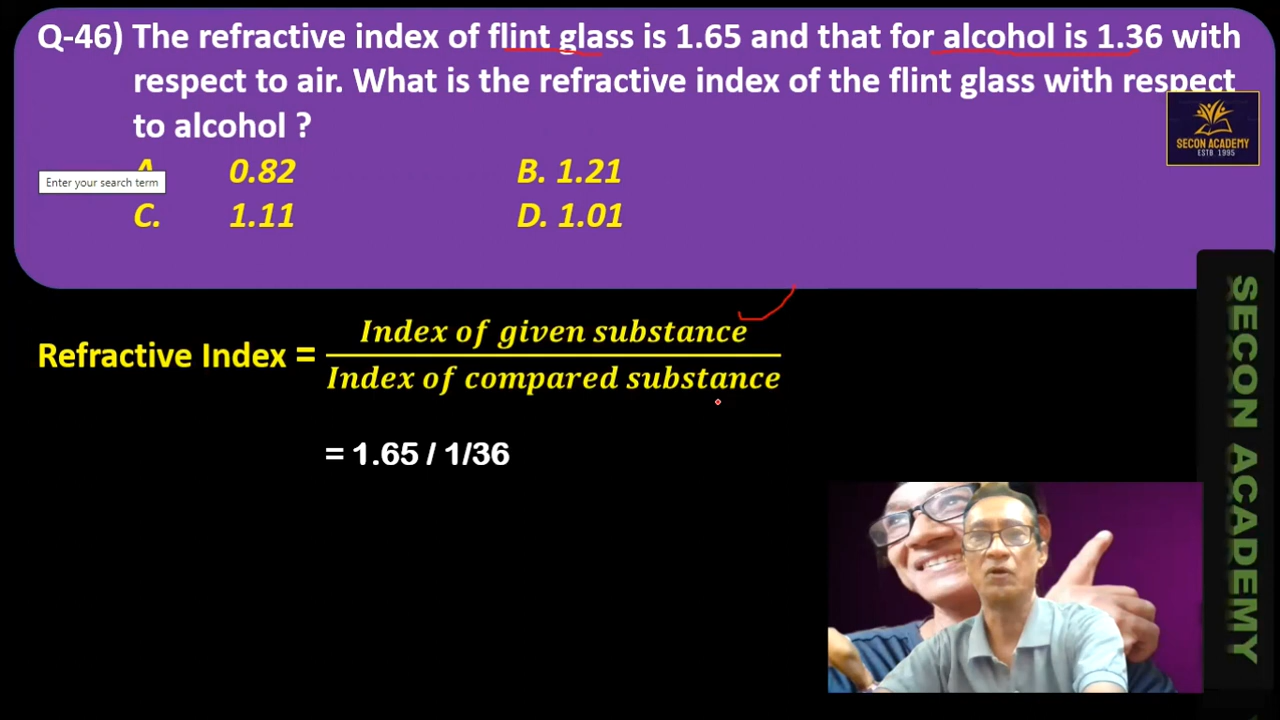 Q-46) The refractive index of flint glass is 1.65 and that for alcohol is 1.36 with
respect to air. What is the refractive index of the flint glass with respect
to alcohol ?
SECON ACADEMY
ESTB 1995
0.82 B. 1.21
Enter your search term
C. 1.11 D. 1.01
Refractive Index = Index of given substance
Index of compared substance
= 1.65 / 1/36
SECON ACADEMY